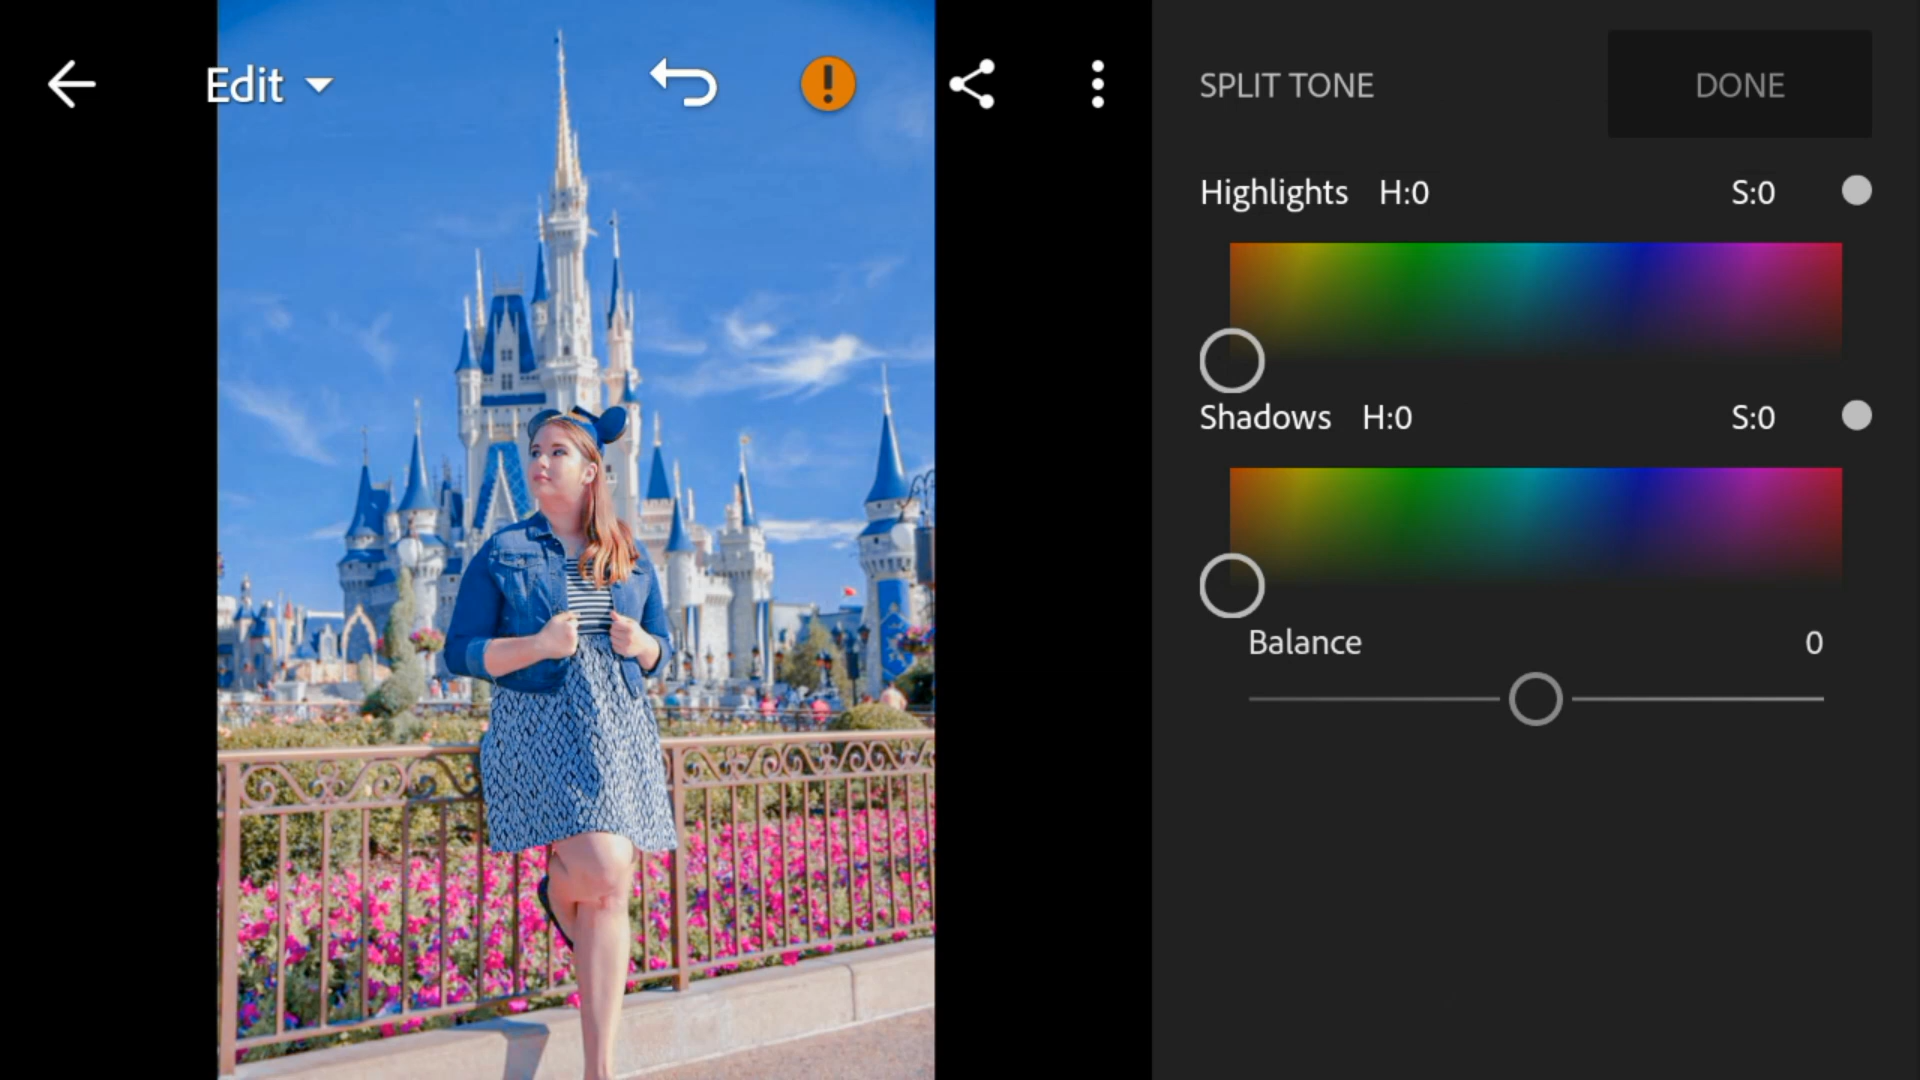 Edit
SPLIT TONE
DONE
Highlights H:0 S:0
Shadows H:0 S:0
Balance 0